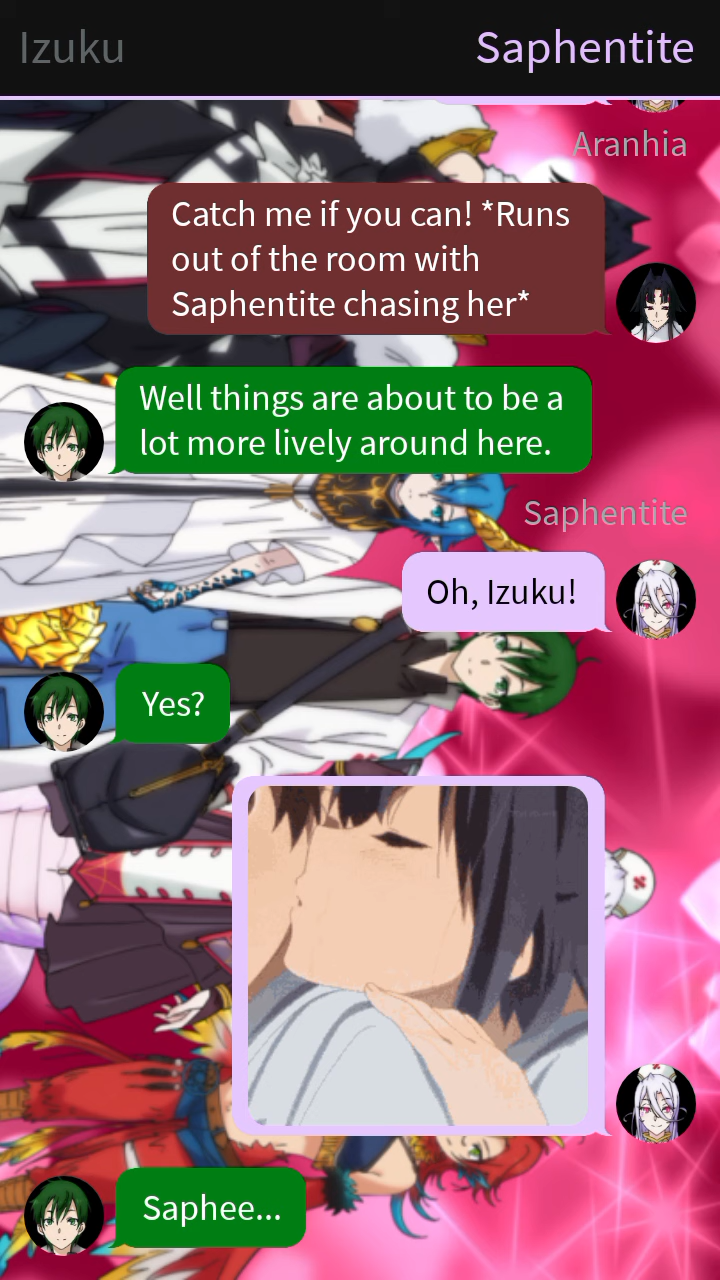 Izuku
Saphentite
Aranhia
Catch me if you can! *Runs
out of the room with
Saphentite chasing her*
Well things are about to be a
lot more lively around here.
Saphentite
Oh, Izuku!
Yes?
Saphee...